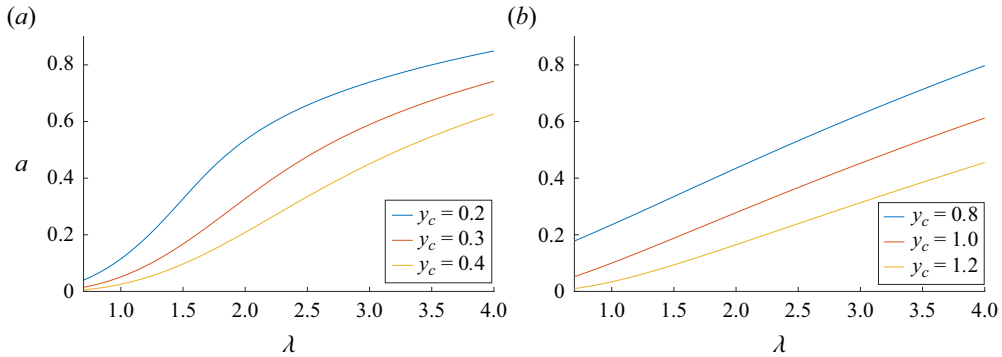 (a)
(b)
a
0.8
0.6
0.4
0.2
0
1.0 1.5 2.0 2.5 3.0 3.5 4.0
λ
y_c = 0.2
y_c = 0.3
y_c = 0.4
0.8
0.6
0.4
0.2
0
1.0 1.5 2.0 2.5 3.0 3.5 4.0
λ
y_c = 0.8
y_c = 1.0
y_c = 1.2